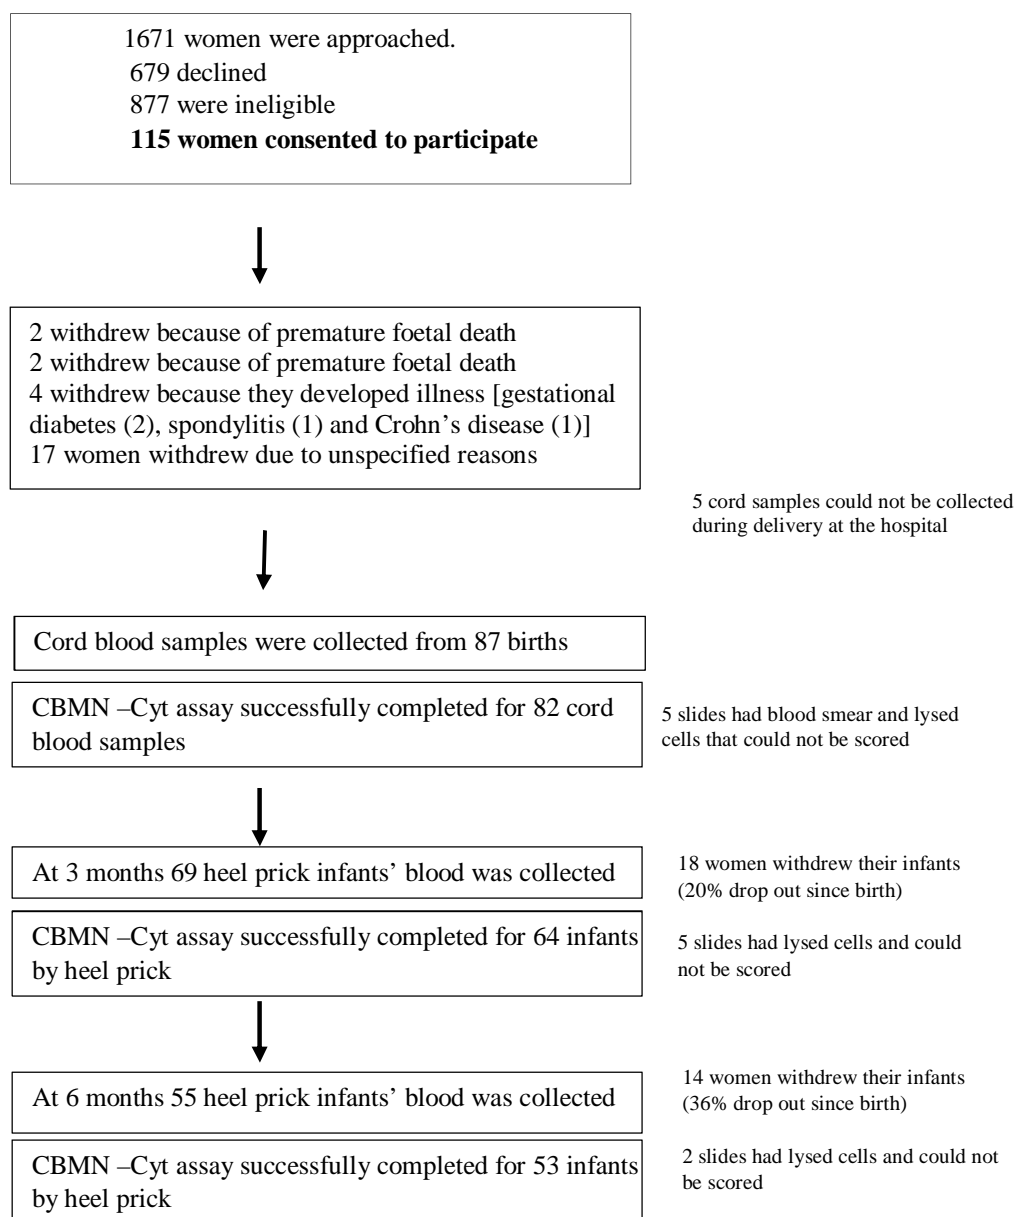 1671 women were approached.
679 declined
877 were ineligible
115 women consented to participate
2 withdrew because of premature foetal death
2 withdrew because of premature foetal death
4 withdrew because they developed illness [gestational
diabetes (2), spondylitis (1) and Crohn’s disease (1)]
17 women withdrew due to unspecified reasons
5 cord samples could not be collected
during delivery at the hospital
Cord blood samples were collected from 87 births
CBMN –Cyt assay successfully completed for 82 cord
blood samples
5 slides had blood smear and lysed
cells that could not be scored
At 3 months 69 heel prick infants’ blood was collected
18 women withdrew their infants
(20% drop out since birth)
CBMN –Cyt assay successfully completed for 64 infants
by heel prick
5 slides had lysed cells and could
not be scored
At 6 months 55 heel prick infants’ blood was collected
14 women withdrew their infants
(36% drop out since birth)
CBMN –Cyt assay successfully completed for 53 infants
by heel prick
2 slides had lysed cells and could not
be scored